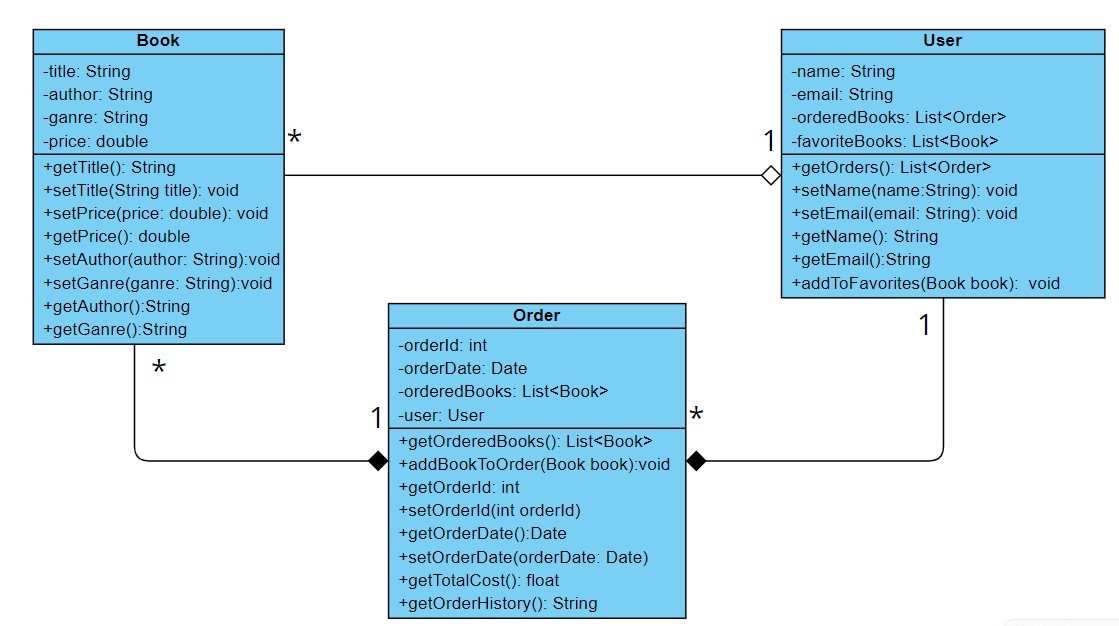 Book
-title: String
-author: String
-ganre: String
-price: double
+getTitle(): String
+setTitle(String title): void
+setPrice(price: double): void
+getPrice(): double
+setAuthor(author: String):void
+setGanre(ganre: String):void
+getAuthor():String
+getGanre():String
*
1
User
-name: String
-email: String
-orderedBooks: List<Order>
-favoriteBooks: List<Book>
+getOrders(): List<Order>
+setName(name:String): void
+setEmail(email: String): void
+getName(): String
+getEmail():String
+addToFavorites(Book book): void
*
1
Order
-orderId: int
-orderDate: Date
-orderedBooks: List<Book>
-user: User
+getOrderedBooks(): List<Book>
+addBookToOrder(Book book):void
+getOrderId: int
+setOrderId(int orderId)
+getOrderDate():Date
+setOrderDate(orderDate: Date)
+getTotalCost(): float
+getOrderHistory(): String
*
1